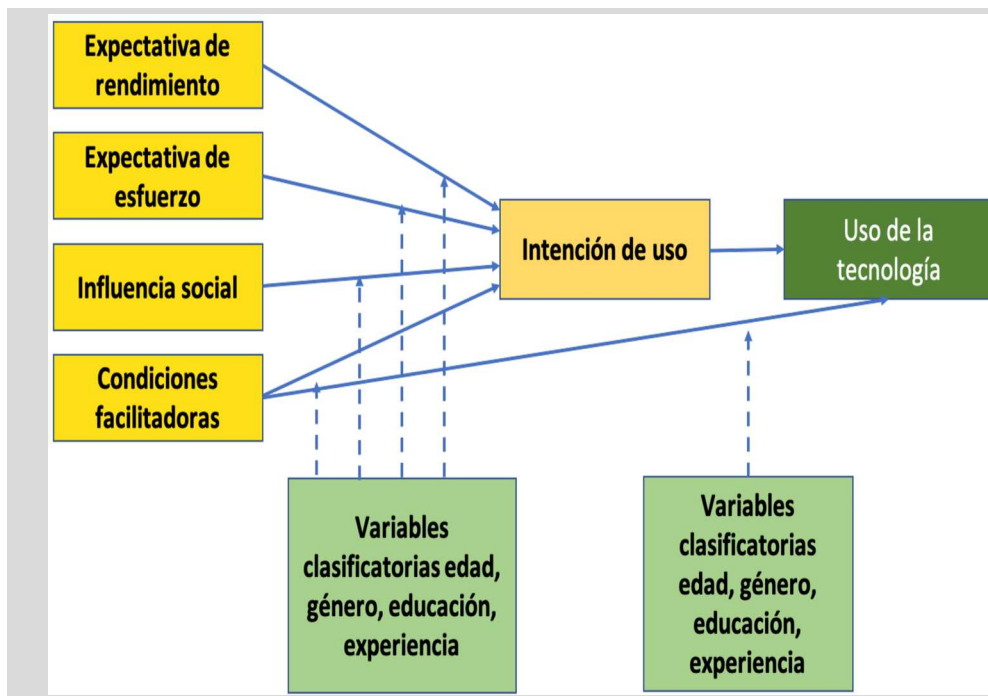 Expectativa de
rendimiento
Expectativa de
esfuerzo
Influencia social
Condiciones
facilitadoras
Intención de uso
Uso de la
tecnología
Variables
clasificatorias edad,
género, educación,
experiencia
Variables
clasificatorias
edad, género,
educación,
experiencia